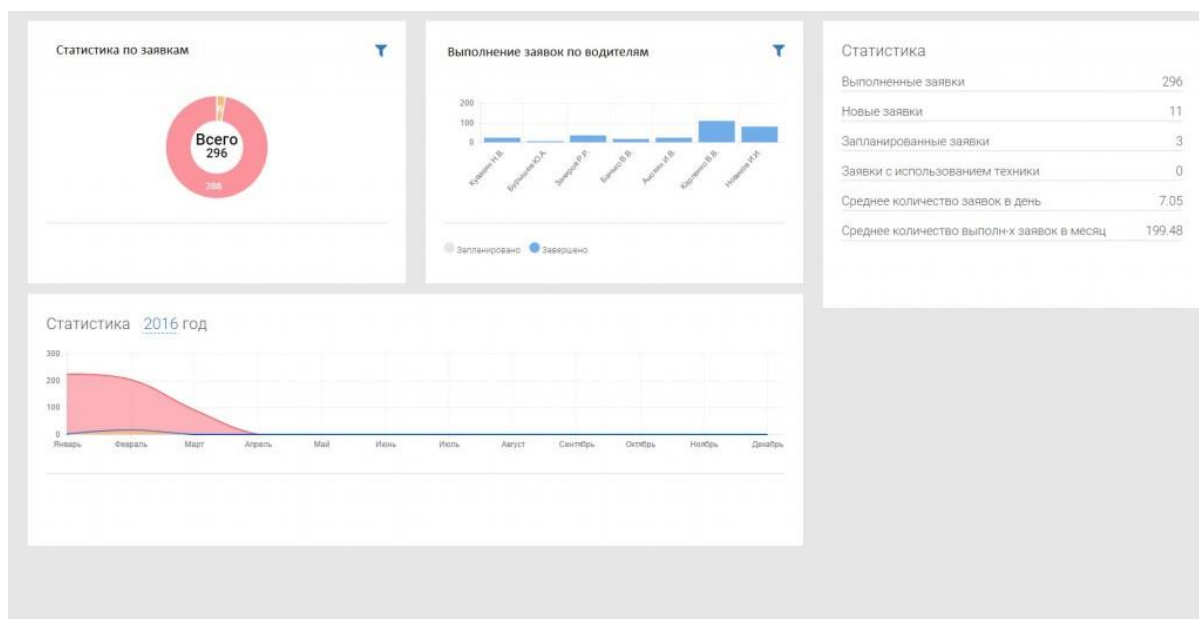 Статистика по заявкам
Всего
296
286
Выполнение заявок по водителям
200
100
0
Запланировано Завершено
Статистика
Выполненные заявки 296
Новые заявки 11
Запланированные заявки 3
Заявки с использованием техники 0
Среднее количество заявок в день 7.05
Среднее количество выполн-х заявок в месяц 199.48
Статистика 2016 год
300
200
100
0
Январь Февраль Март Апрель Май Июнь Июль Август Сентябрь Октябрь Ноябрь Декабрь